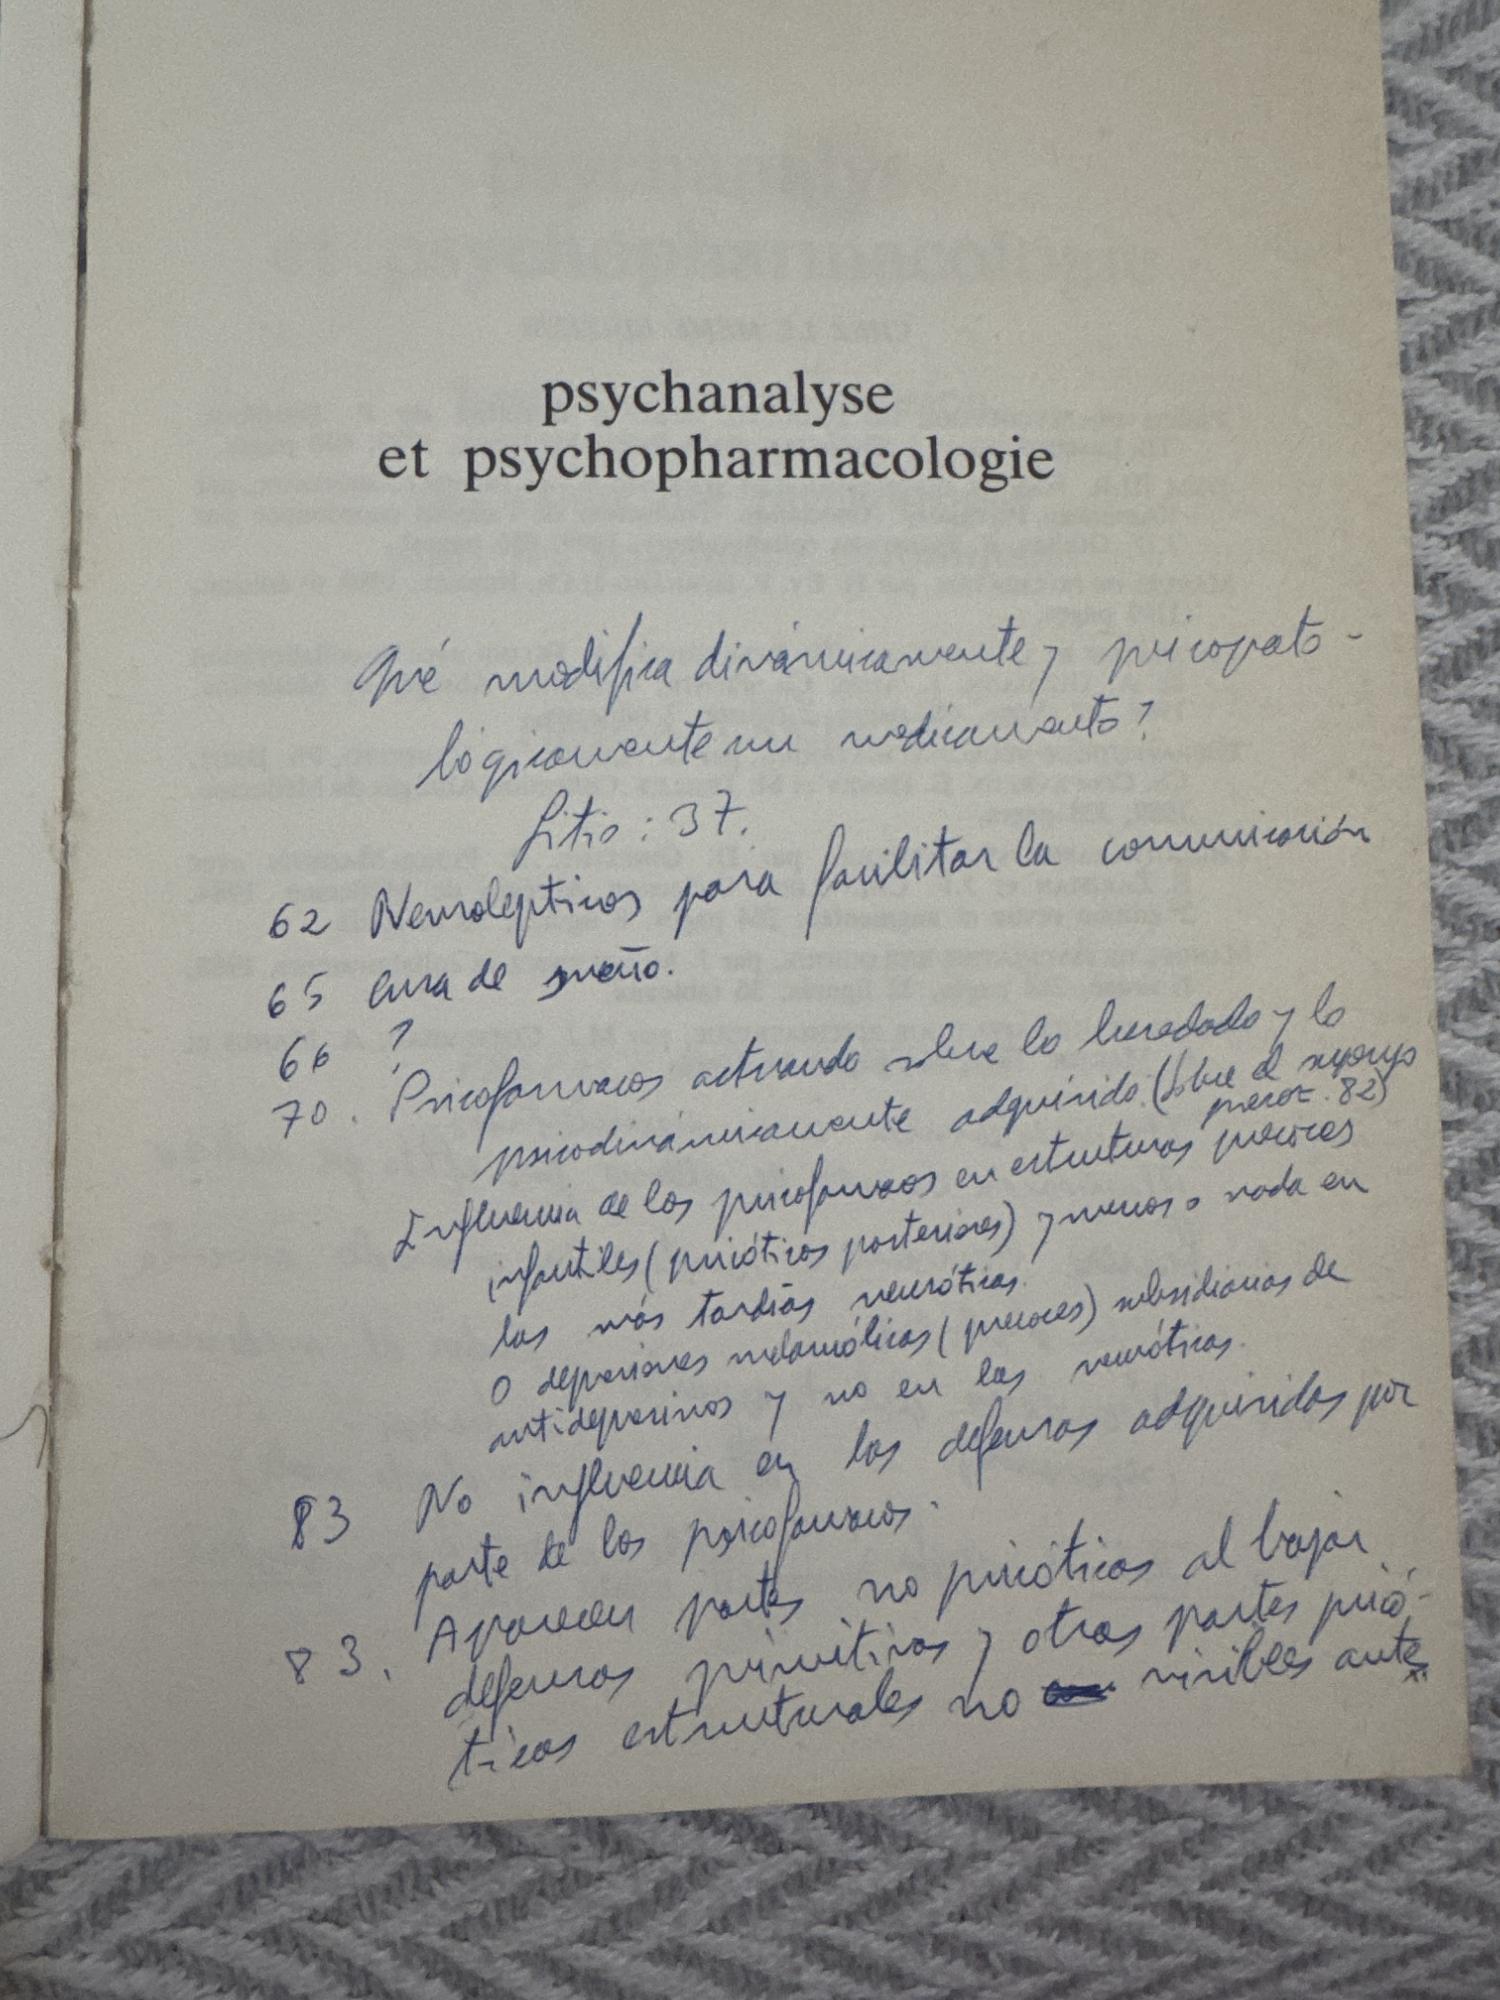 psychanalyse
et psychopharmacologie
Qué modifica dinámicamente y psicopato-
lógicamente un medicamento?
Litio : 37.
62 Neurolépticos para facilitar la comunicación
65 Cura de sueño.
66 ?
70. Psicofármacos actuando sobre lo heredado y lo
psicodinámicamente adquirido. (Sobre el
precoz. 82)
Influencia de los psicofármacos en estructuras precoces
infantiles (psicóticos posteriores) y menos o nada en
las más tardías neuróticas.
O depresiones melancólicas (precoces) subsidiarias de
antidepresivos y no en las neuróticas.
83 No influencia en las defensas adquiridas por
parte de los psicofármacos.
83. Aparecen partes no psicóticas al bajar
defensas primitivas y otras partes psicó-
ticas estructurales no visibles antes